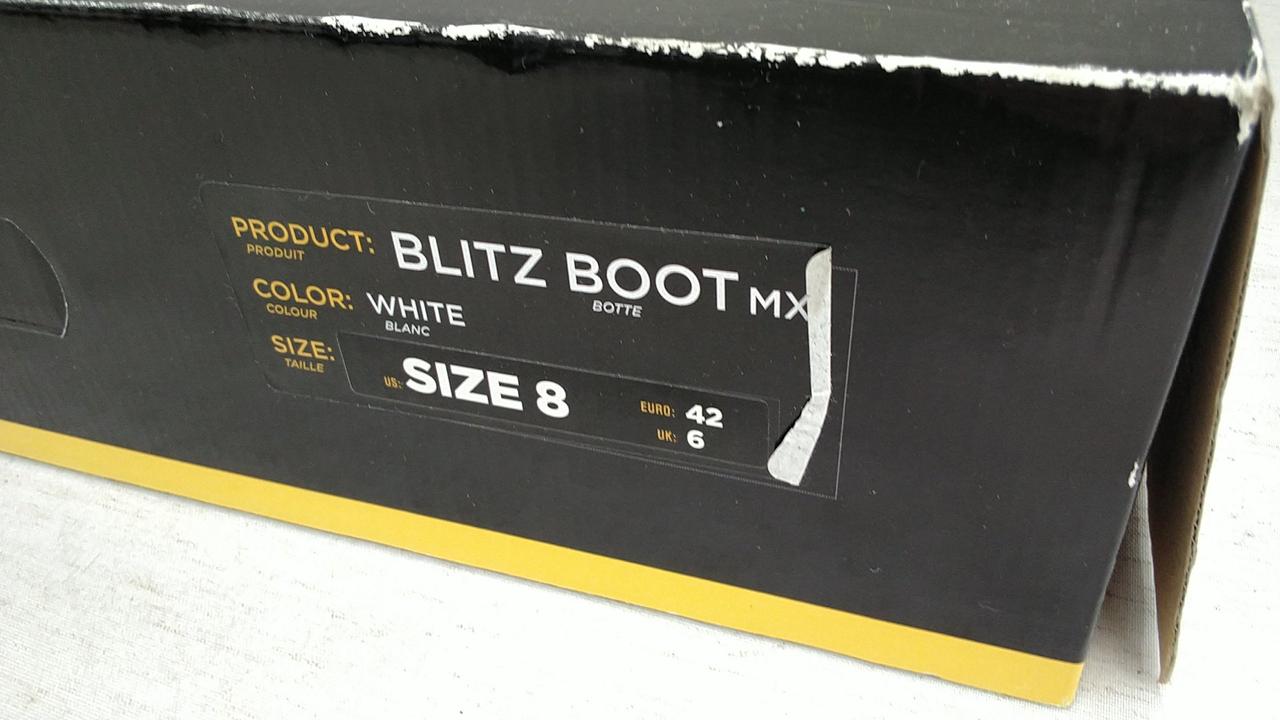 PRODUCT: BLITZ BOOT MX
PRODUIT BOTTE
COLOR: WHITE
COLOUR BLANC
SIZE: US: SIZE 8 EURO: 42
TAILLE UK: 6